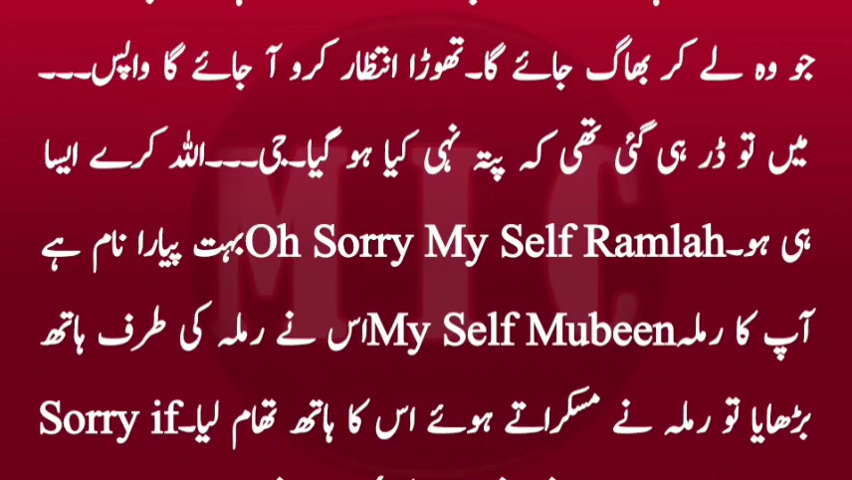 جو وہ لے کر بھاگ جائے گا۔تھوڑا انتظار کرو آ جائے گا واپس۔۔۔
میں تو ڈر ہی گئی تھی کہ پتہ نہی کیا ہو گیا۔جی۔۔۔اللہ کرے ایسا
ہی ہو۔Oh Sorry My Self Ramlahبہت پیارا نام ہے
آپ کا رملہMy Self Mubeenاس نے رملہ کی طرف ہاتھ
بڑھایا تو رملہ نے مسکراتے ہوئے اس کا ہاتھ تھام لیا۔Sorry if
MIC